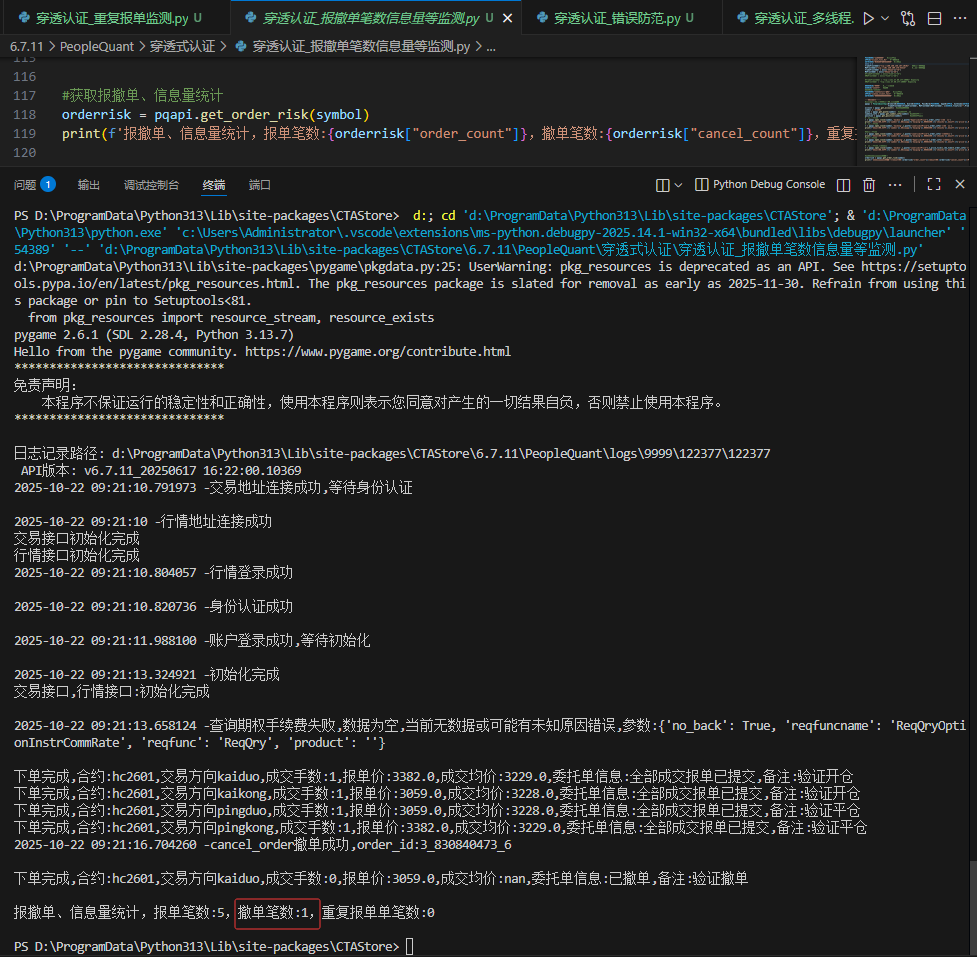 穿透认证_重复报单监测.py U 穿透认证_报撤单笔数信息量等监测.py U 穿透认证_错误防范.py U 穿透认证_多线程.
6.7.11 > PeopleQuant > 穿透式认证 > 穿透认证_报撤单笔数信息量等监测.py > ...
115
116
117 #获取报撤单、信息量统计
118 orderrisk = pqapi.get_order_risk(symbol)
119 print(f'报撤单、信息量统计，报单笔数:{orderrisk["order_count"]}，撤单笔数:{orderrisk["cancel_count"]}，重复
120
问题 1 输出 调试控制台 终端 端口 Python Debug Console
PS D:\ProgramData\Python313\Lib\site-packages\CTAStore> d:; cd 'd:\ProgramData\Python313\Lib\site-packages\CTAStore'; & 'd:\ProgramData
\Python313\python.exe' 'c:\Users\Administrator\.vscode\extensions\ms-python.debugpy-2025.14.1-win32-x64\bundled\libs\debugpy\launcher' '
54389' '--' 'd:\ProgramData\Python313\Lib\site-packages\CTAStore\6.7.11\PeopleQuant\穿透式认证\穿透认证_报撤单笔数信息量等监测.py'
d:\ProgramData\Python313\Lib\site-packages\pygame\pkgdata.py:25: UserWarning: pkg_resources is deprecated as an API. See https://setupto
ols.pypa.io/en/latest/pkg_resources.html. The pkg_resources package is slated for removal as early as 2025-11-30. Refrain from using thi
s package or pin to Setuptools<81.
from pkg_resources import resource_stream, resource_exists
pygame 2.6.1 (SDL 2.28.4, Python 3.13.7)
Hello from the pygame community. https://www.pygame.org/contribute.html
******************************
免责声明:
本程序不保证运行的稳定性和正确性，使用本程序则表示您同意对产生的一切结果自负，否则禁止使用本程序。
******************************
日志记录路径: d:\ProgramData\Python313\Lib\site-packages\CTAStore\6.7.11\PeopleQuant\logs\9999\122377\122377
API版本: v6.7.11_20250617 16:22:00.10369
2025-10-22 09:21:10.791973 -交易地址连接成功,等待身份认证
2025-10-22 09:21:10 -行情地址连接成功
交易接口初始化完成
行情接口初始化完成
2025-10-22 09:21:10.804057 -行情登录成功
2025-10-22 09:21:10.820736 -身份认证成功
2025-10-22 09:21:11.988100 -账户登录成功,等待初始化
2025-10-22 09:21:13.324921 -初始化完成
交易接口,行情接口:初始化完成
2025-10-22 09:21:13.658124 -查询期权手续费失败,数据为空,当前无数据或可能有未知原因错误,参数:{'no_back': True, 'reqfuncname': 'ReqQryOpti
onInstrCommRate', 'reqfunc': 'ReqQry', 'product': ''}
下单完成,合约:hc2601,交易方向kaiduo,成交手数:1,报单价:3382.0,成交均价:3229.0,委托单信息:全部成交报单已提交,备注:验证开仓
下单完成,合约:hc2601,交易方向kaikong,成交手数:1,报单价:3059.0,成交均价:3228.0,委托单信息:全部成交报单已提交,备注:验证开仓
下单完成,合约:hc2601,交易方向pingduo,成交手数:1,报单价:3059.0,成交均价:3228.0,委托单信息:全部成交报单已提交,备注:验证平仓
下单完成,合约:hc2601,交易方向pingkong,成交手数:1,报单价:3382.0,成交均价:3229.0,委托单信息:全部成交报单已提交,备注:验证平仓
2025-10-22 09:21:16.704260 -cancel_order撤单成功,order_id:3_830840473_6
下单完成,合约:hc2601,交易方向kaiduo,成交手数:0,报单价:3059.0,成交均价:nan,委托单信息:已撤单,备注:验证撤单
报撤单、信息量统计，报单笔数:5，撤单笔数:1，重复报单单笔数:0
PS D:\ProgramData\Python313\Lib\site-packages\CTAStore>